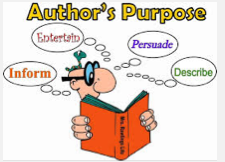 Author's Purpose
Entertain
Persuade
Inform
Describe